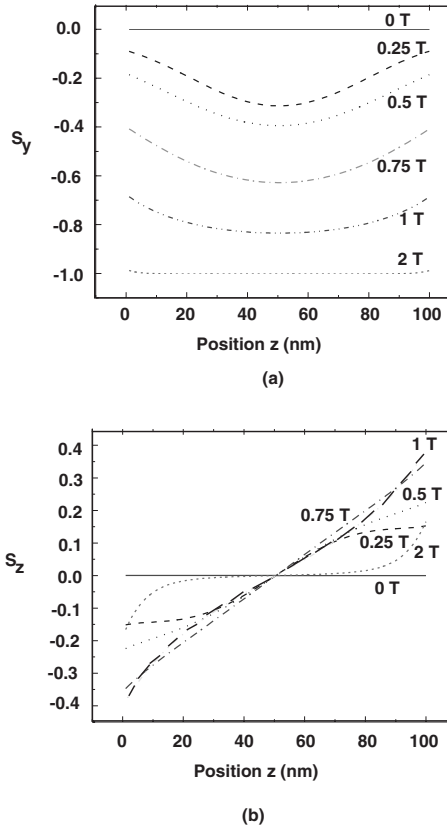 0 T
0.0
0.25 T
-0.2
0.5 T
-0.4
S_y
0.75 T
-0.6
-0.8
1 T
2 T
-1.0
0 20 40 60 80 100
Position z (nm)
(a)
1 T
0.4
0.3
0.75 T
0.5 T
0.2
0.1
0.25 T
2 T
S_z
0.0
0 T
-0.1
-0.2
-0.3
-0.4
0 20 40 60 80 100
Position z (nm)
(b)